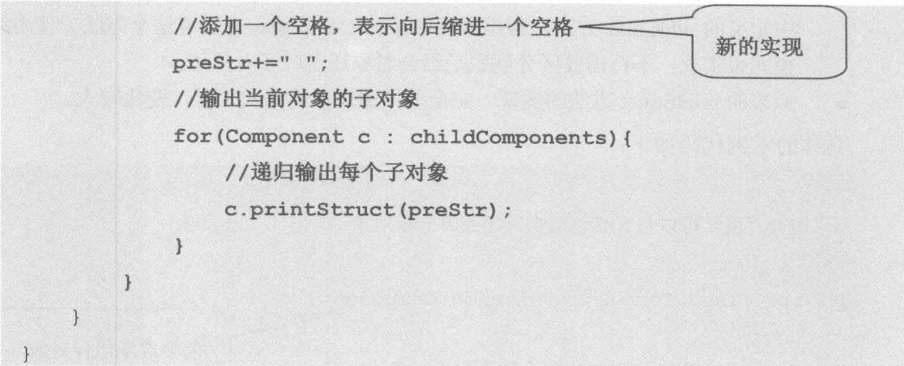 //添加一个空格，表示向后缩进一个空格
新的实现
preStr+=" ";
//输出当前对象的子对象
for(Component c : childComponents){
//递归输出每个子对象
c.printStruct(preStr);
}
}
}
}